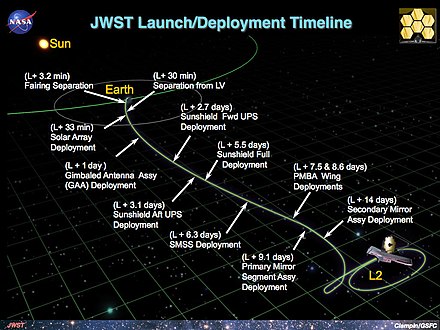 NASA
JWST Launch/Deployment Timeline
Sun
(L+ 3.2 min)
Fairing Separation
(L+ 30 min)
Separation from LV
Earth
(L+ 33 min)
Solar Array
Deployment
(L + 2.7 days)
Sunshield Fwd UPS
Deployment
(L + 1 day )
Gimbaled Antenna Assy
(GAA) Deployment
(L + 5.5 days)
Sunshield Full
Deployment
(L + 7.5 & 8.6 days)
PMBA Wing
Deployments
(L + 3.1 days)
Sunshield Aft UPS
Deployment
(L + 14 days)
Secondary Mirror
Assy Deployment
(L + 6.3 days)
SMSS Deployment
(L + 9.1 days)
Primary Mirror
Segment Assy
Deployment
L2
JWST
Clampin/GSFC